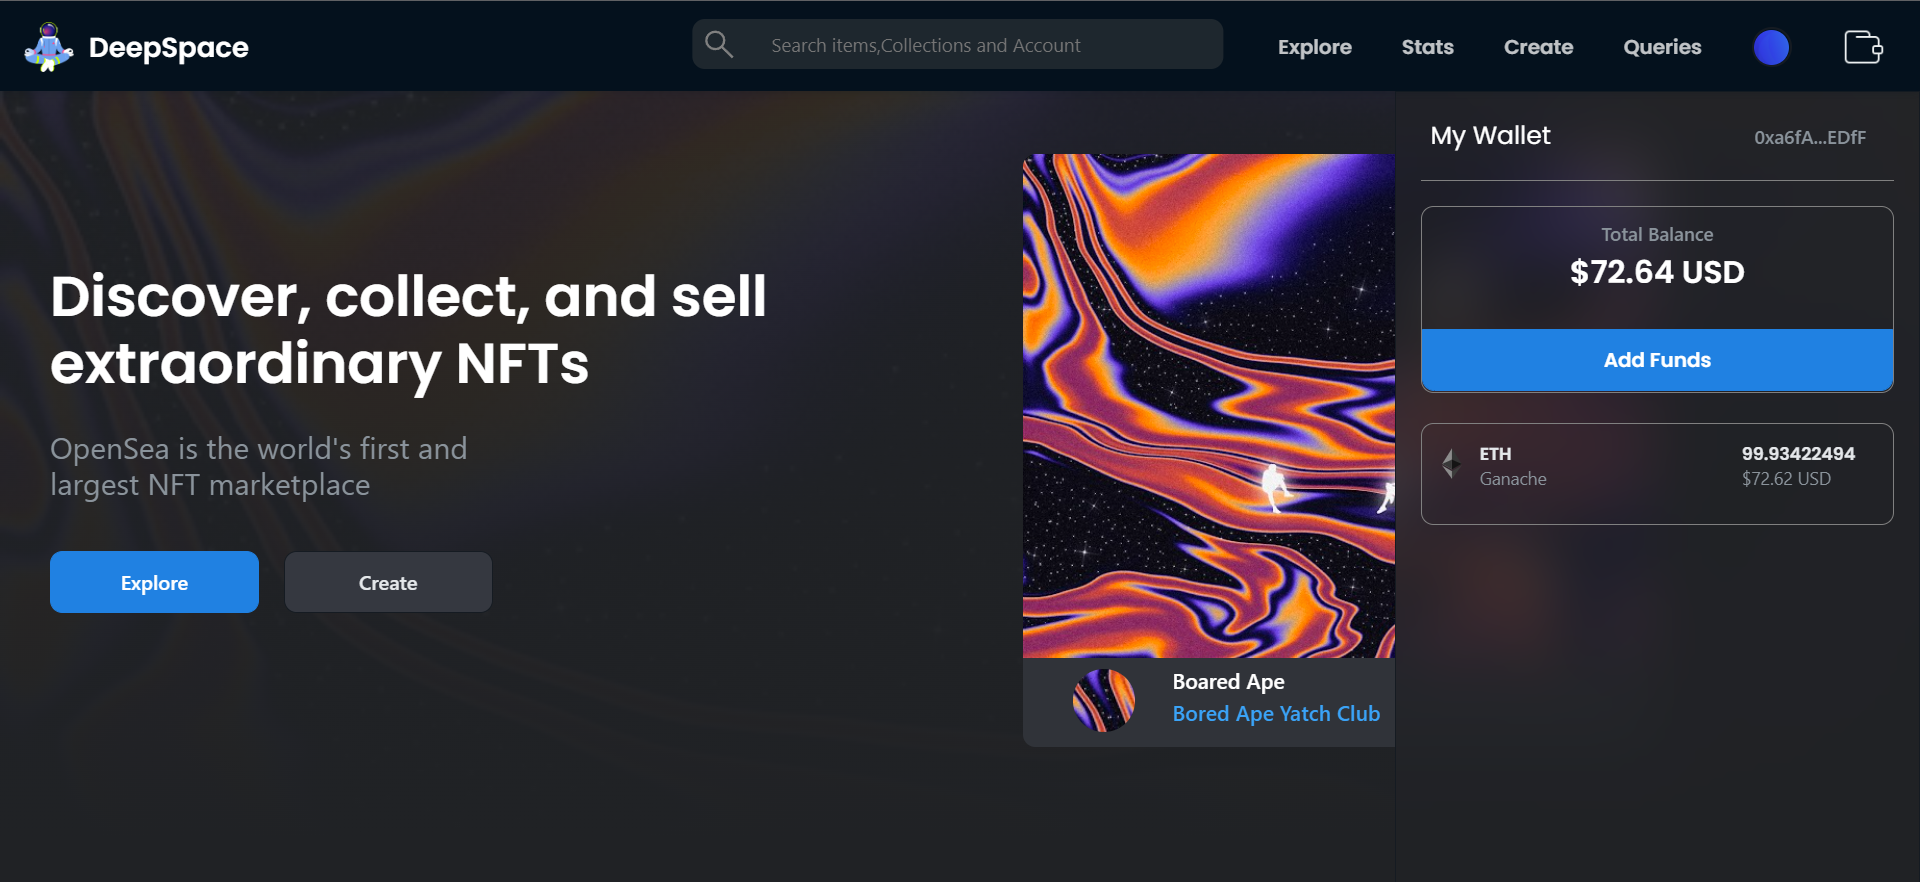 DeepSpace
Search items,Collections and Account
Explore
Stats
Create
Queries
Discover, collect, and sell
extraordinary NFTs
OpenSea is the world's first and
largest NFT marketplace
Explore
Create
Boared Ape
Bored Ape Yatch Club
My Wallet
0xa6fA...EDfF
Total Balance
$72.64 USD
Add Funds
ETH
99.93422494
Ganache
$72.62 USD